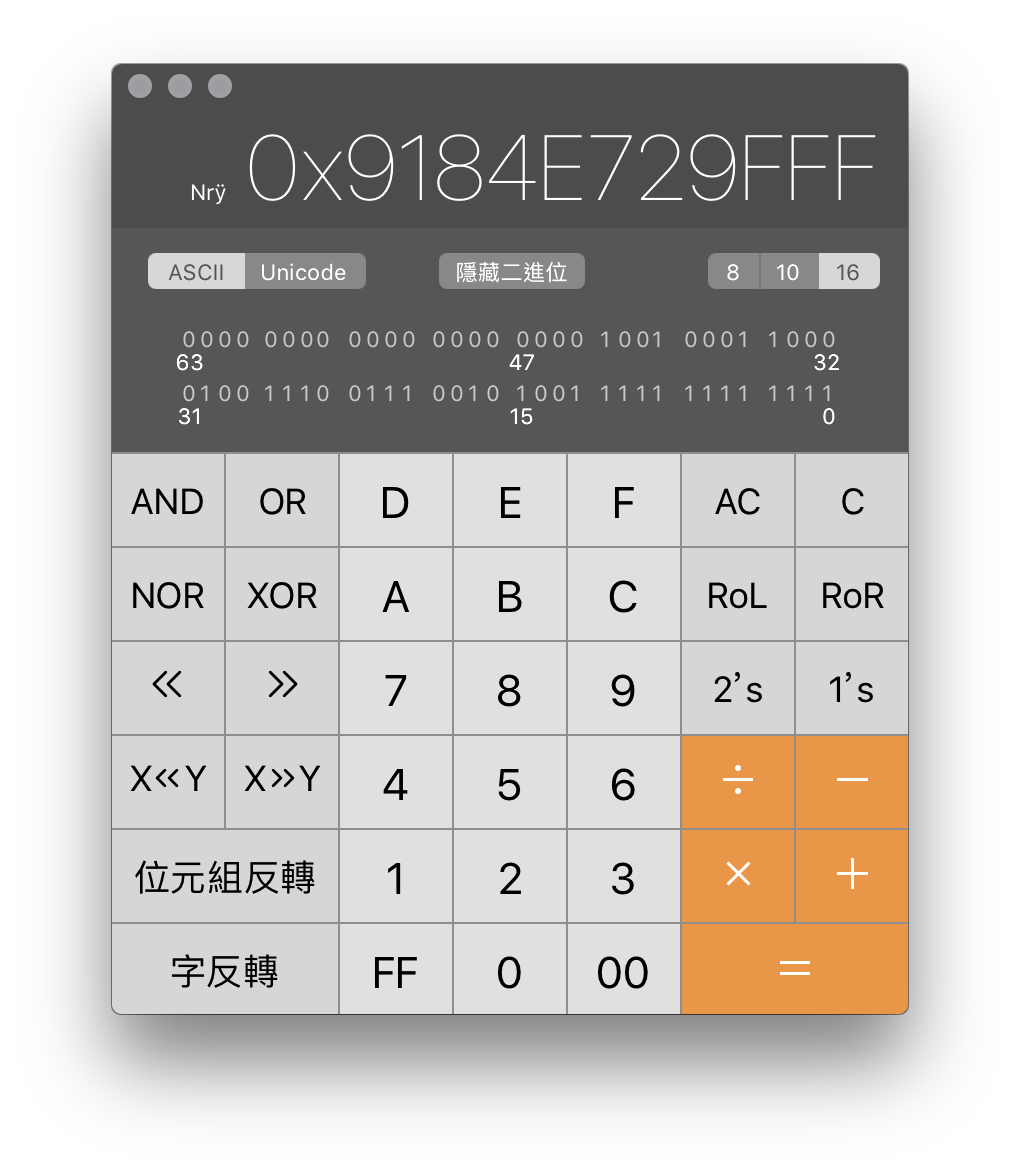 Nrÿ 0x9184E729FFF
ASCII Unicode 隱藏二進位 8 10 16
0000 0000 0000 0000 0000 1001 0001 1000
63 47 32
0100 1110 0111 0010 1001 1111 1111 1111
31 15 0
AND OR D E F AC C
NOR XOR A B C RoL RoR
« » 7 8 9 2’s 1’s
X«Y X»Y 4 5 6 ÷ −
位元組反轉 1 2 3 × +
字反轉 FF 0 00 =